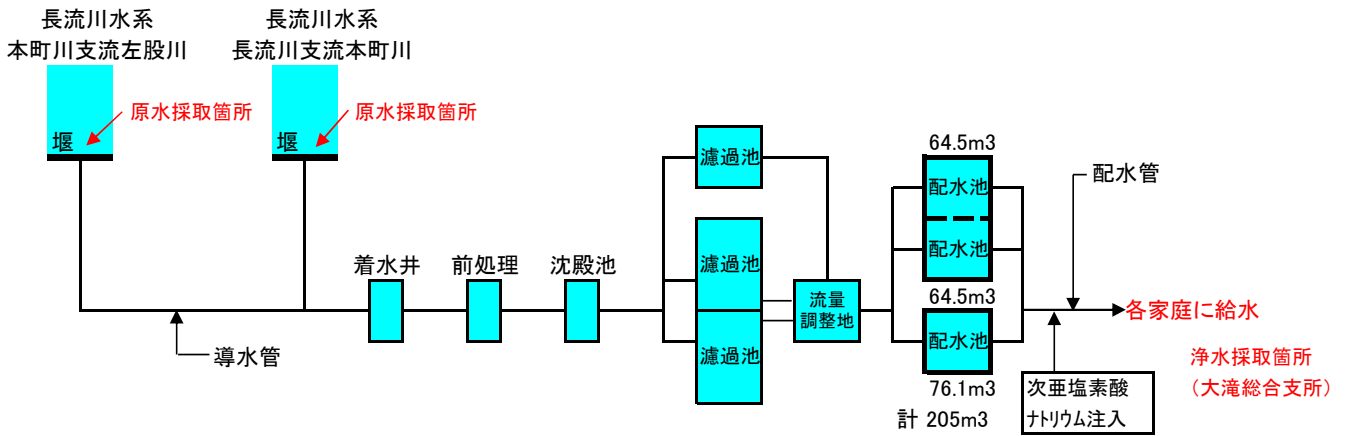 長流川水系
本町川支流左股川
長流川水系
長流川支流本町川
原水採取箇所
原水採取箇所
堰
堰
濾過池
64.5m3
配水池
配水管
着水井
前処理
沈殿池
濾過池
配水池
64.5m3
流量
調整地
各家庭に給水
導水管
濾過池
配水池
76.1m3
計 205m3
次亜塩素酸
ナトリウム注入
浄水採取箇所
（大滝総合支所）